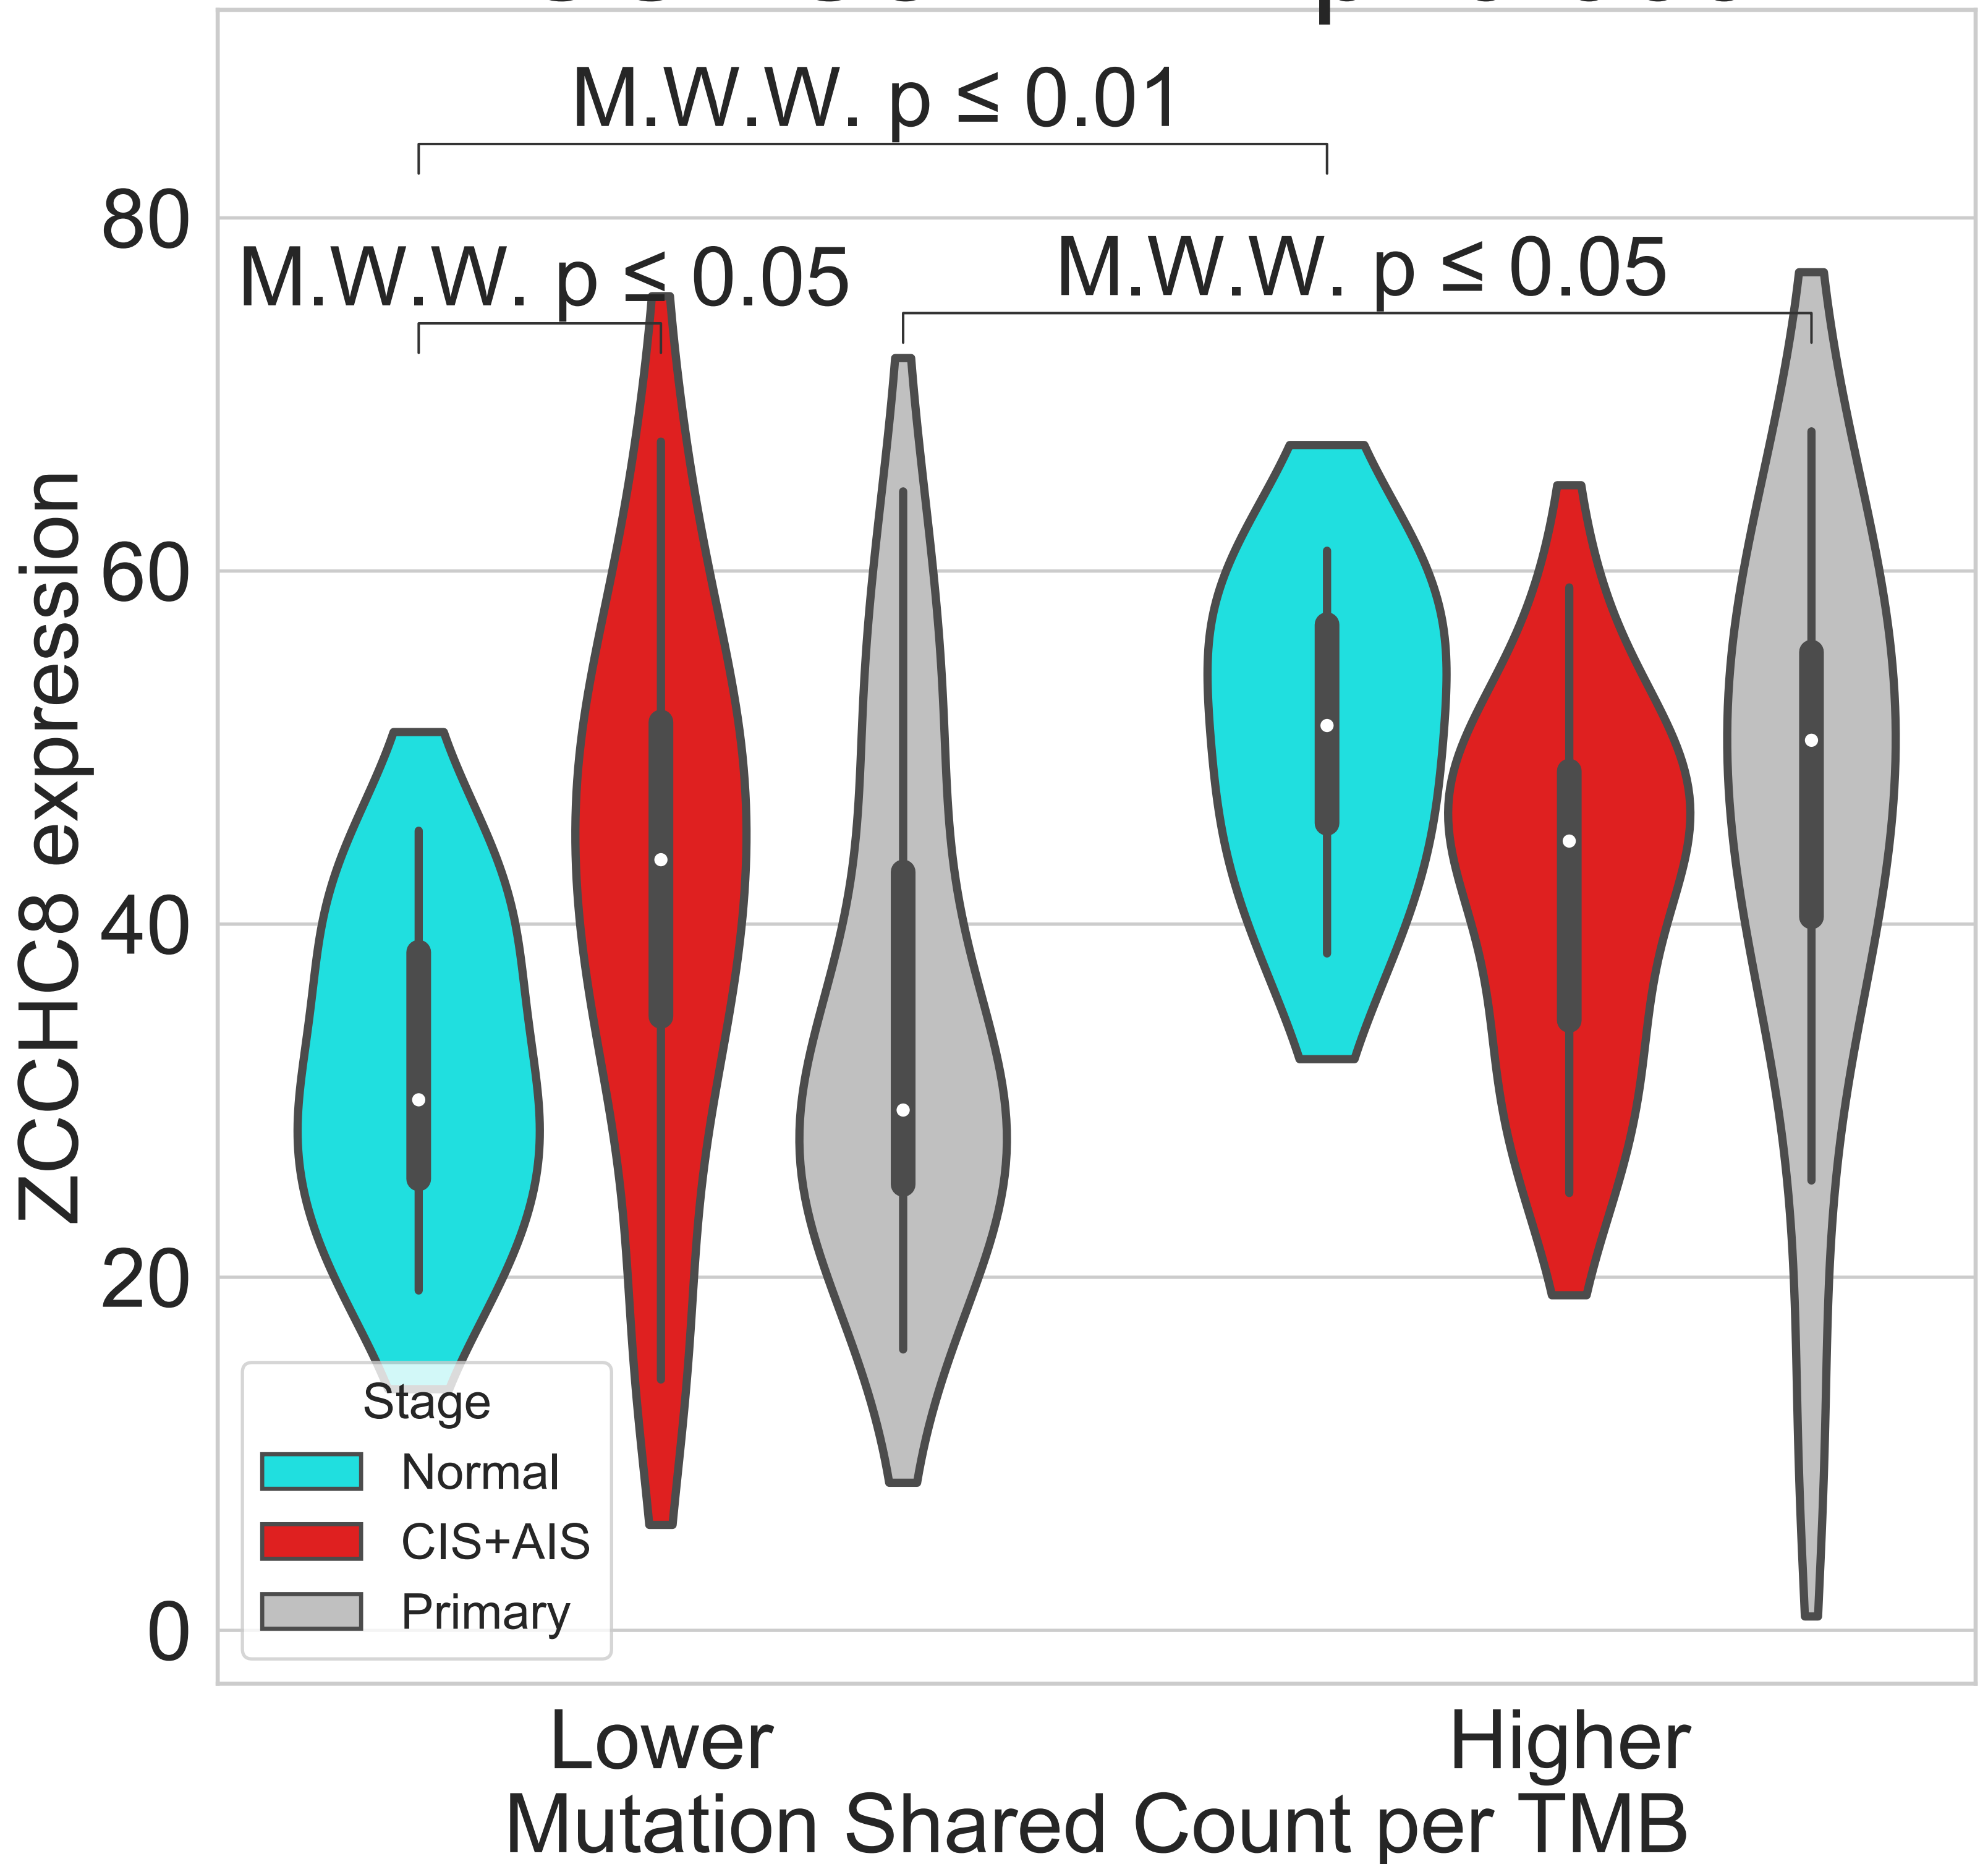 M.W.W. p ≤ 0.01
M.W.W. p ≤ 0.05
M.W.W. p ≤ 0.05
80
60
40
20
0
ZCCHC8 expression
Stage
Normal
CIS+AIS
Primary
Lower
Higher
Mutation Shared Count per TMB